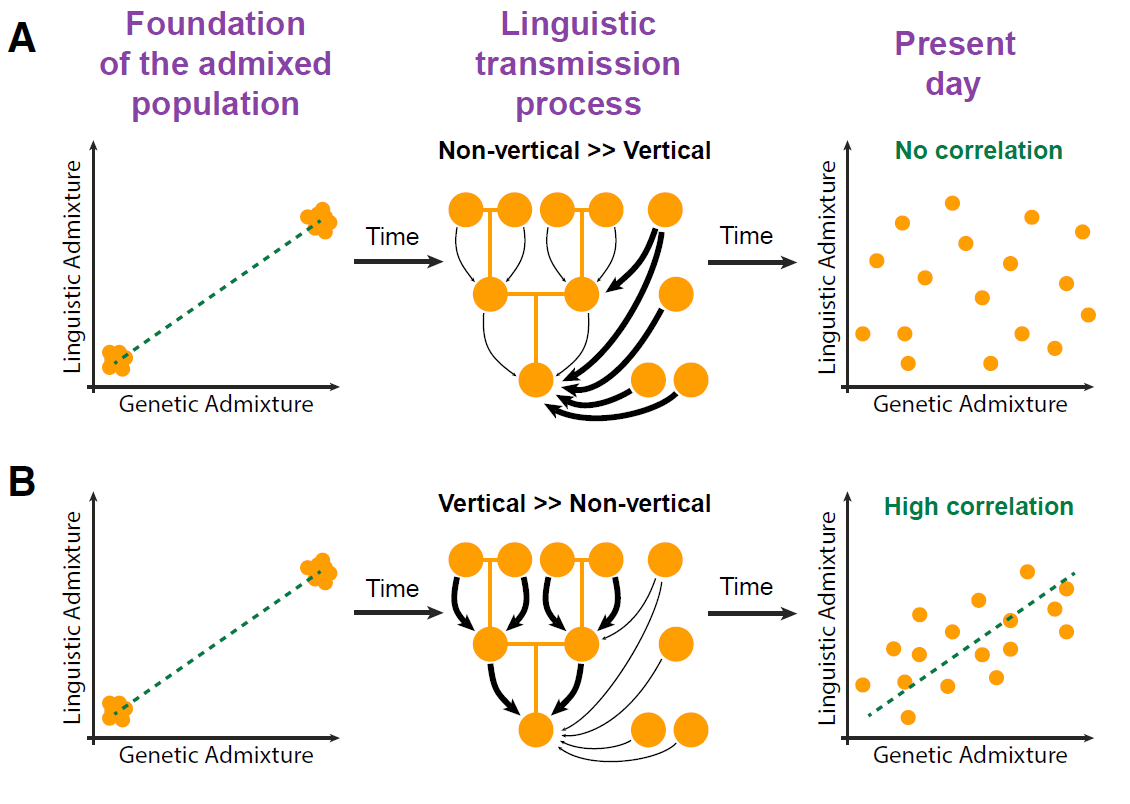 A
Foundation
of the admixed
population
Linguistic
transmission
process
Present
day
Linguistic Admixture
Genetic Admixture
Time
Non-vertical >> Vertical
Time
No correlation
Linguistic Admixture
Genetic Admixture
B
Linguistic Admixture
Genetic Admixture
Time
Vertical >> Non-vertical
Time
High correlation
Linguistic Admixture
Genetic Admixture